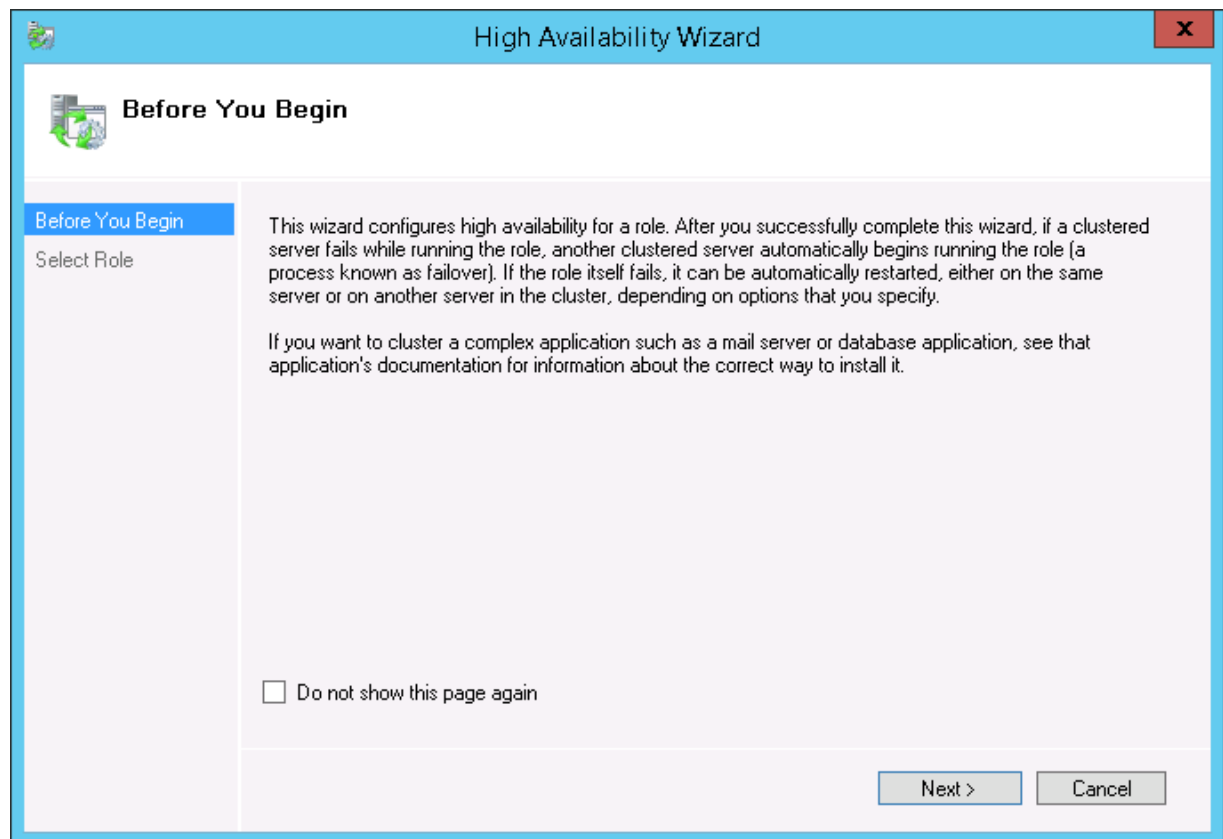 High Availability Wizard
x
Before You Begin
Before You Begin
Select Role
This wizard configures high availability for a role. After you successfully complete this wizard, if a clustered
server fails while running the role, another clustered server automatically begins running the role (a
process known as failover). If the role itself fails, it can be automatically restarted, either on the same
server or on another server in the cluster, depending on options that you specify.
If you want to cluster a complex application such as a mail server or database application, see that
application's documentation for information about the correct way to install it.
Do not show this page again
Next >
Cancel